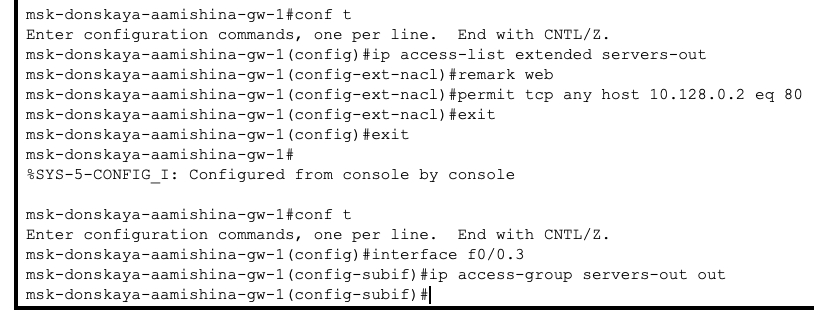 msk-donskaya-aamishina-gw-1#conf t
Enter configuration commands, one per line.  End with CNTL/Z.
msk-donskaya-aamishina-gw-1(config)#ip access-list extended servers-out
msk-donskaya-aamishina-gw-1(config-ext-nacl)#remark web
msk-donskaya-aamishina-gw-1(config-ext-nacl)#permit tcp any host 10.128.0.2 eq 80
msk-donskaya-aamishina-gw-1(config-ext-nacl)#exit
msk-donskaya-aamishina-gw-1(config)#exit
msk-donskaya-aamishina-gw-1#
%SYS-5-CONFIG_I: Configured from console by console

msk-donskaya-aamishina-gw-1#conf t
Enter configuration commands, one per line.  End with CNTL/Z.
msk-donskaya-aamishina-gw-1(config)#interface f0/0.3
msk-donskaya-aamishina-gw-1(config-subif)#ip access-group servers-out out
msk-donskaya-aamishina-gw-1(config-subif)#